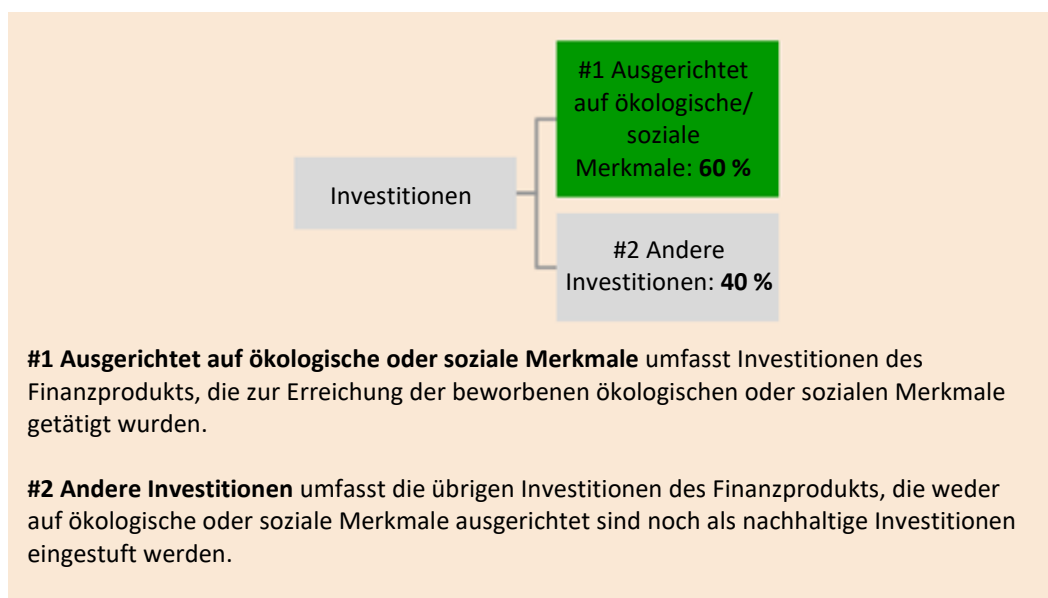 #1 Ausgerichtet
auf ökologische/
soziale
Merkmale: 60 %
Investitionen
#2 Andere
Investitionen: 40 %
#1 Ausgerichtet auf ökologische oder soziale Merkmale umfasst Investitionen des
Finanzprodukts, die zur Erreichung der beworbenen ökologischen oder sozialen Merkmale
getätigt wurden.
#2 Andere Investitionen umfasst die übrigen Investitionen des Finanzprodukts, die weder
auf ökologische oder soziale Merkmale ausgerichtet sind noch als nachhaltige Investitionen
eingestuft werden.